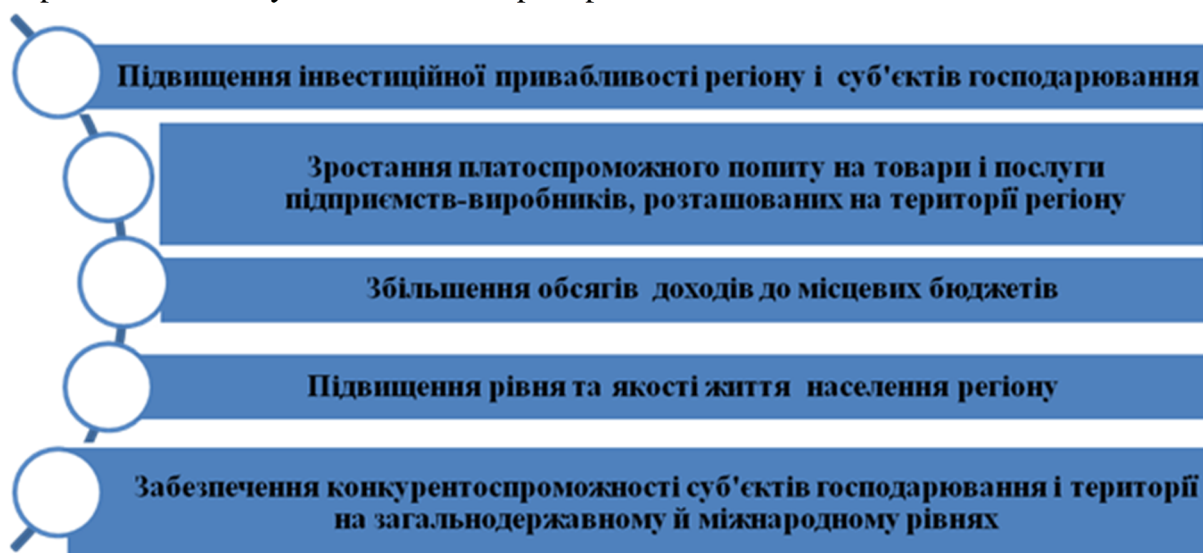 Підвищення інвестиційної привабливості регіону і суб'єктів господарювання
Зростання платоспроможного попиту на товари і послуги
підприємств-виробників, розташованих на території регіону
Збільшення обсягів доходів до місцевих бюджетів
Підвищення рівня та якості життя населення регіону
Забезпечення конкурентоспроможності суб'єктів господарювання і території
на загальнодержавному й міжнародному рівнях